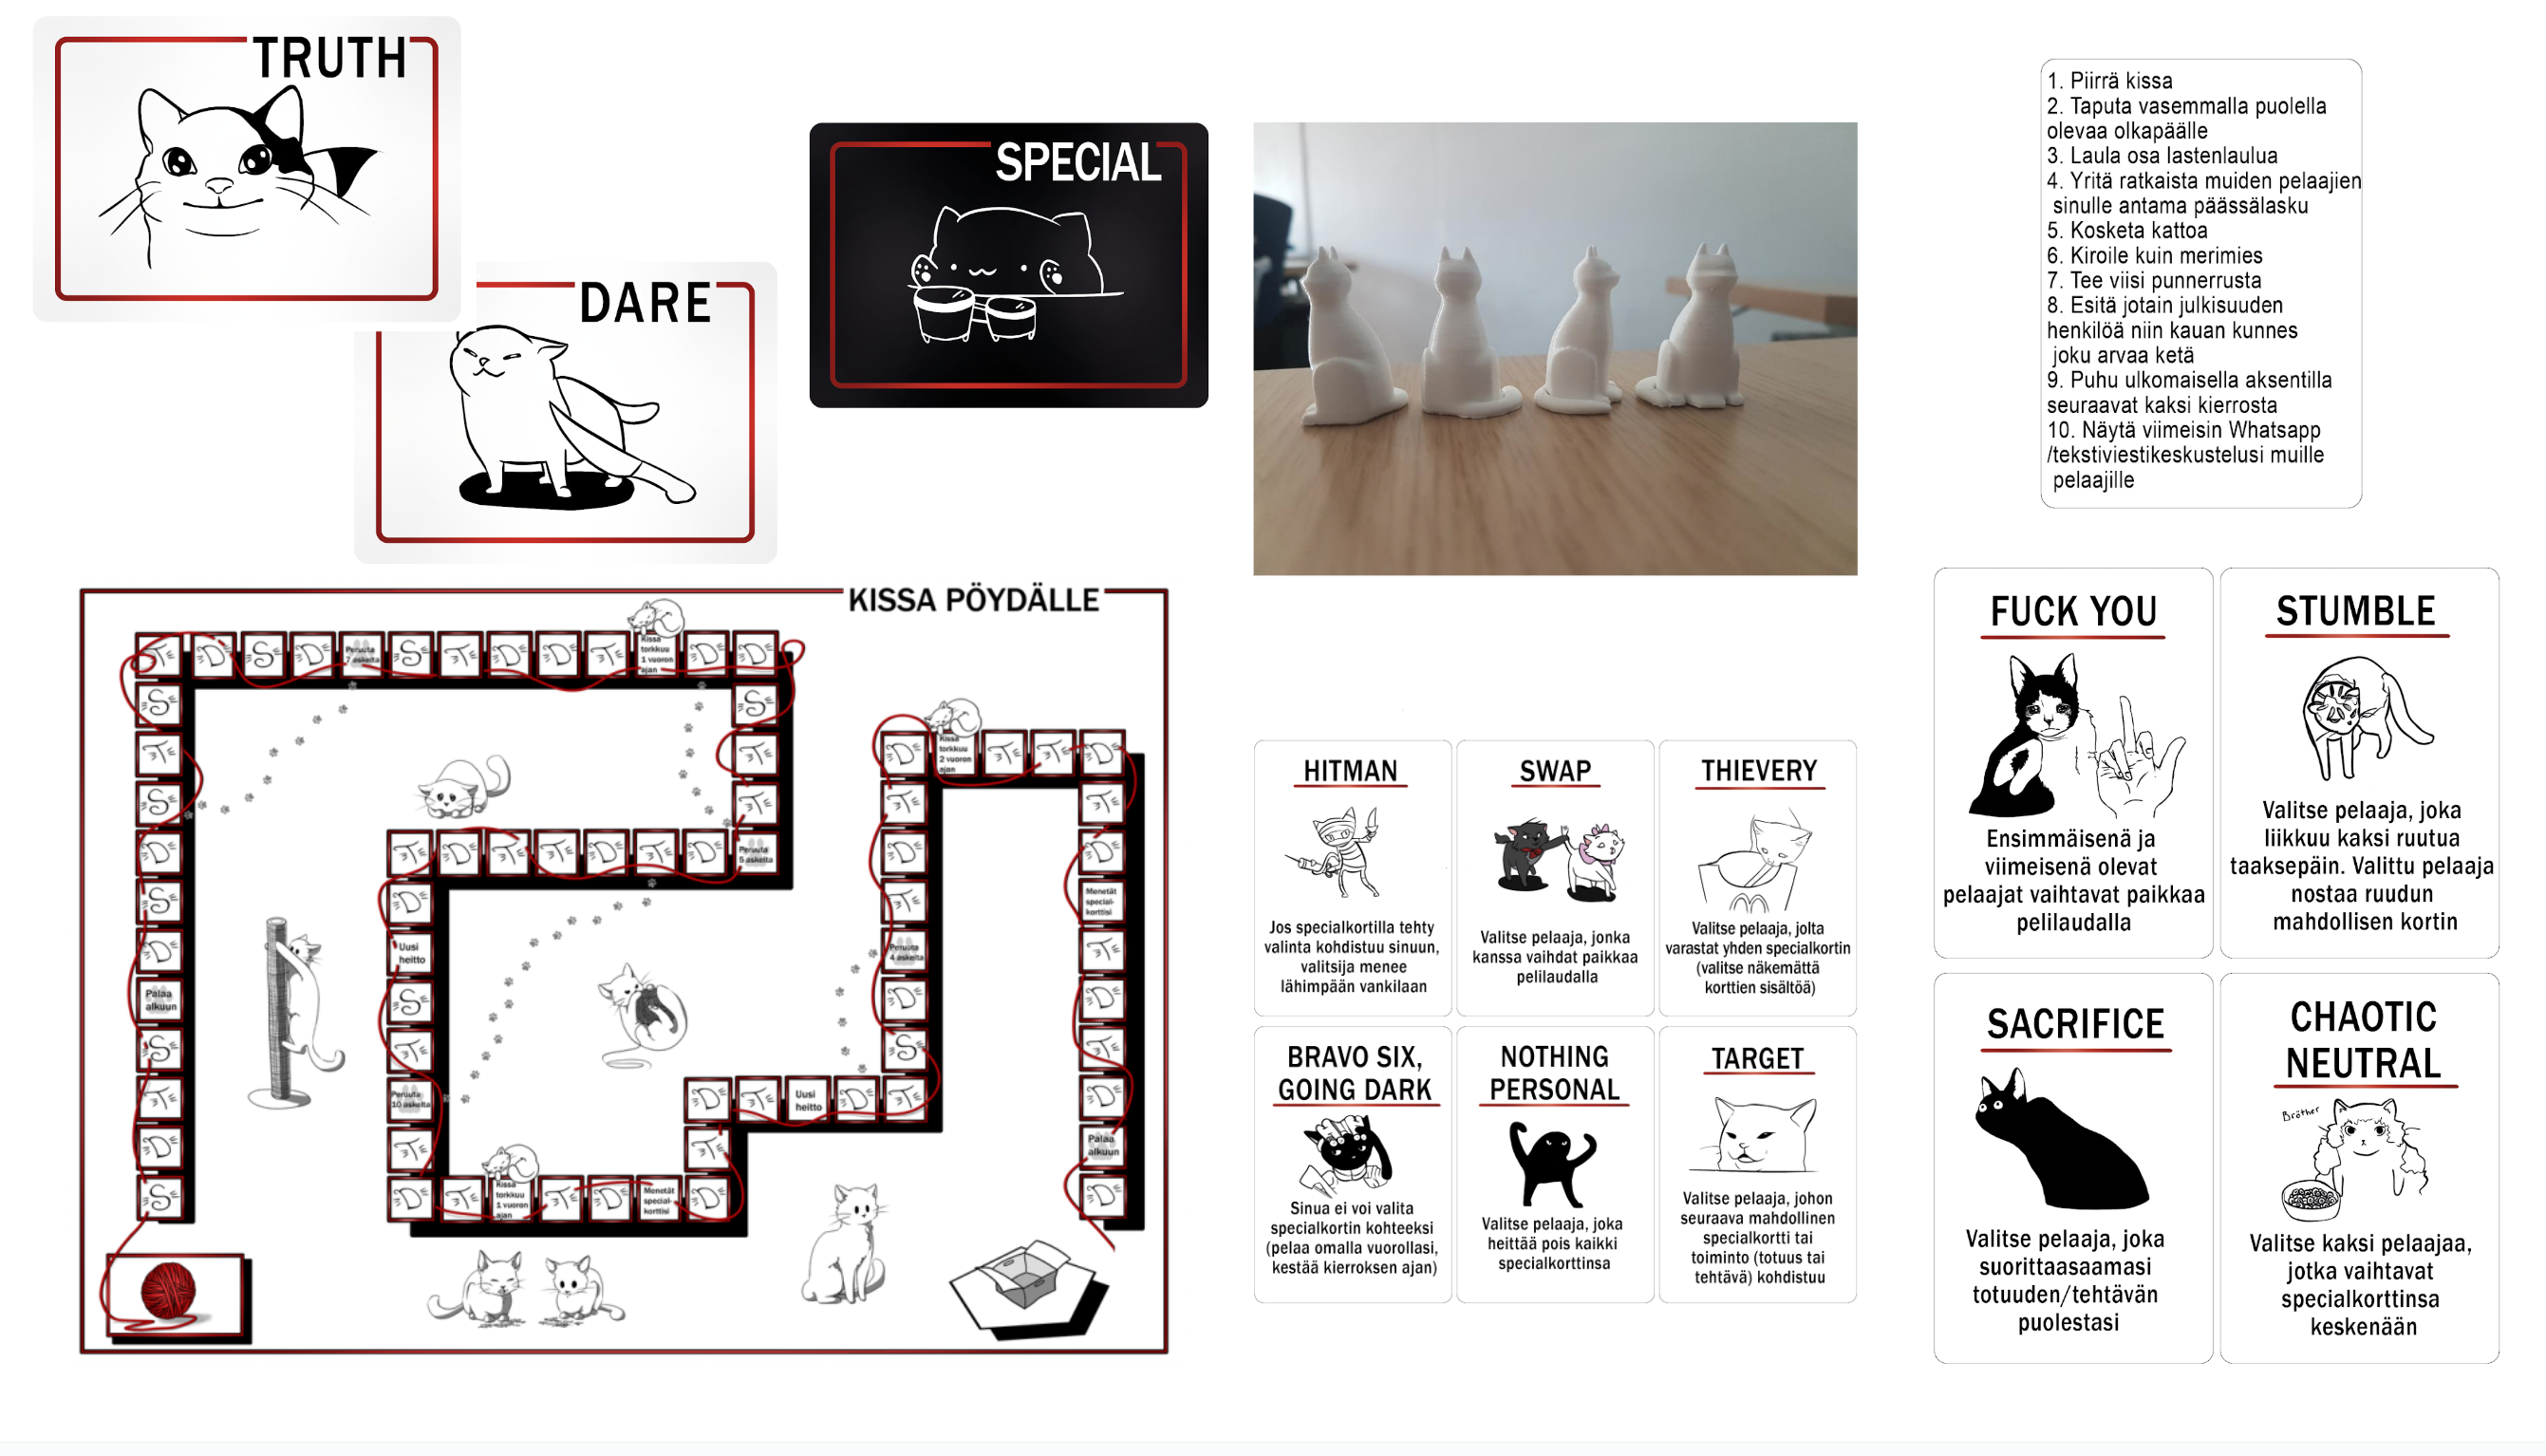 TRUTH
DARE
SPECIAL
1. Piirrä kissa
2. Taputa vasemmalla puolella
olevaa olkapäälle
3. Laula osa lastenlaulua
4. Yritä ratkaista muiden pelaajien
sinulle antama päässälasku
5. Kosketa kattoa
6. Kiroile kuin merimies
7. Tee viisi punnerrusta
8. Esitä jotain julkisuuden
henkilöä niin kauan kunnes
joku arvaa ketä
9. Puhu ulkomaisella aksentilla
seuraavat kaksi kierrosta
10. Näytä viimeisin Whatsapp
/tekstiviestikeskustelusi muille
pelaajille
KISSA PÖYDÄLLE
T D S D
Peruuta
7 askelta
S T D D T
Kissa
torkkuu
1 vuoron
ajan
D D
S
T
S
D
S
D
Palaa
alkuun
S
T
D
S
S
T
T
Peruuta
5 askelta
T D T T D T D
D
Uusi
heitto
S
T
Peruuta
10 askelta
T
D T
Kissa
torkkuu
1 vuoron
ajan
T D
Menetät
special-
korttisi
D
T
D T
Uusi
heitto
D T
S
D
Peruuta
4 askelta
T
D
T
D
Kissa
torkkuu
2 vuoron
ajan
T T D
T
D
Menetät
special-
korttisi
T
D
T
D
Palaa
alkuun
D
HITMAN
Jos specialkortilla tehty
valinta kohdistuu sinuun,
valitsija menee
lähimpään vankilaan
SWAP
Valitse pelaaja, jonka
kanssa vaihdat paikkaa
pelilaudalla
THIEVERY
Valitse pelaaja, jolta
varastat yhden specialkortin
(valitse näkemättä
korttien sisältöä)
BRAVO SIX,
GOING DARK
Sinua ei voi valita
specialkortin kohteeksi
(pelaa omalla vuorollasi,
kestää kierroksen ajan)
NOTHING
PERSONAL
Valitse pelaaja, joka
heittää pois kaikki
specialkorttinsa
TARGET
Valitse pelaaja, johon
seuraava mahdollinen
specialkortti tai
toiminto (totuus tai
tehtävä) kohdistuu
FUCK YOU
Ensimmäisenä ja
viimeisenä olevat
pelaajat vaihtavat paikkaa
pelilaudalla
STUMBLE
Valitse pelaaja, joka
liikkuu kaksi ruutua
taaksepäin. Valittu pelaaja
nostaa ruudun
mahdollisen kortin
SACRIFICE
Valitse pelaaja, joka
suorittaasaamasi
totuuden/tehtävän
puolestasi
CHAOTIC
NEUTRAL
Bröther
Valitse kaksi pelaajaa,
jotka vaihtavat
specialkorttinsa
keskenään